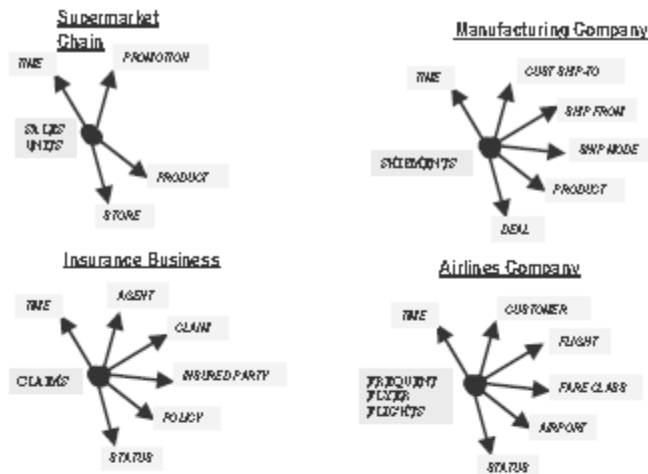 Supermarket
Chain
TIME
PROMOTION
SALES
UNITS
PRODUCT
STORE
Manufacturing Company
TIME
CUST SHIP-TO
SHIP FROM
SHIP MODE
SHIPMENTS
PRODUCT
DEAL
Insurance Business
TIME
AGENT
CLAIM
INSURED PARTY
CLAIMS
POLICY
STATUS
Airlines Company
TIME
CUSTOMER
FLIGHT
FARE CLASS
FREQUENT
FLYER
FLIGHTS
AIRPORT
STATUS